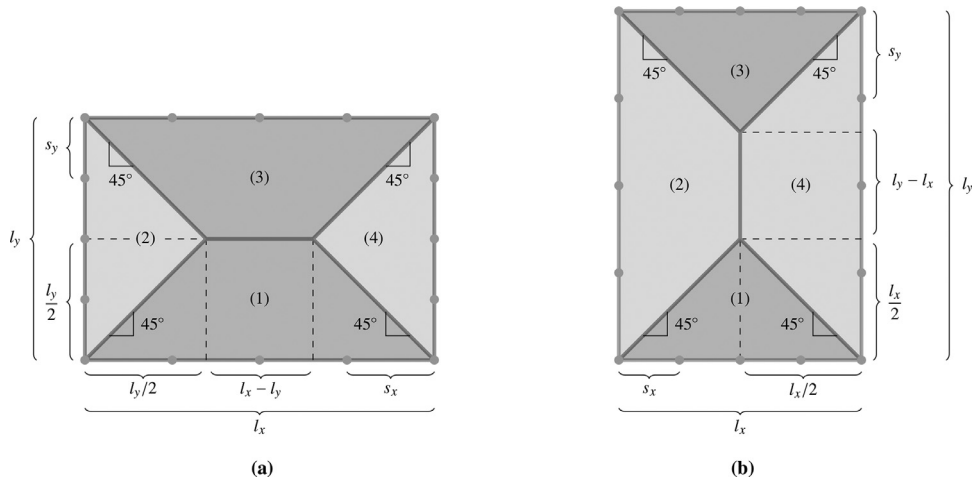 s_y
(3)
45°
45°
l_y
(2)
(4)
l_y/2
(1)
45°
45°
l_y/2
l_x − l_y
s_x
l_x
(a)
s_y
45°
(3)
45°
(2)
(4)
l_y − l_x
l_y
(1)
45°
45°
l_x/2
s_x
l_x/2
l_x
(b)